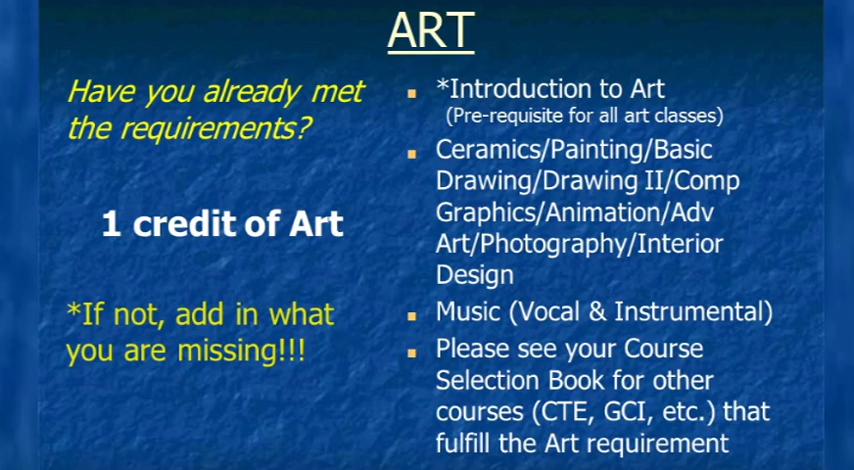 ART
Have you already met
the requirements?
1 credit of Art
*If not, add in what
you are missing!!!
*Introduction to Art
(Pre-requisite for all art classes)
Ceramics/Painting/Basic
Drawing/Drawing II/Comp
Graphics/Animation/Adv
Art/Photography/Interior
Design
Music (Vocal & Instrumental)
Please see your Course
Selection Book for other
courses (CTE, GCI, etc.) that
fulfill the Art requirement